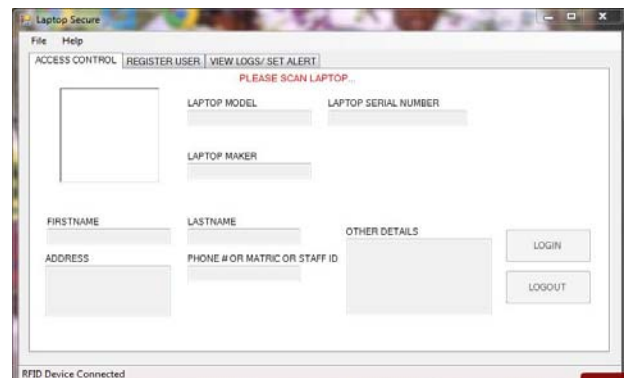 Laptop Secure
File Help
ACCESS CONTROL REGISTER USER VIEW LOGS/ SET ALERT
PLEASE SCAN LAPTOP...
LAPTOP MODEL LAPTOP SERIAL NUMBER
LAPTOP MAKER
FIRSTNAME LASTNAME
OTHER DETAILS
ADDRESS PHONE # OR MATRIC OR STAFF ID
LOGIN
LOGOUT
RFID Device Connected